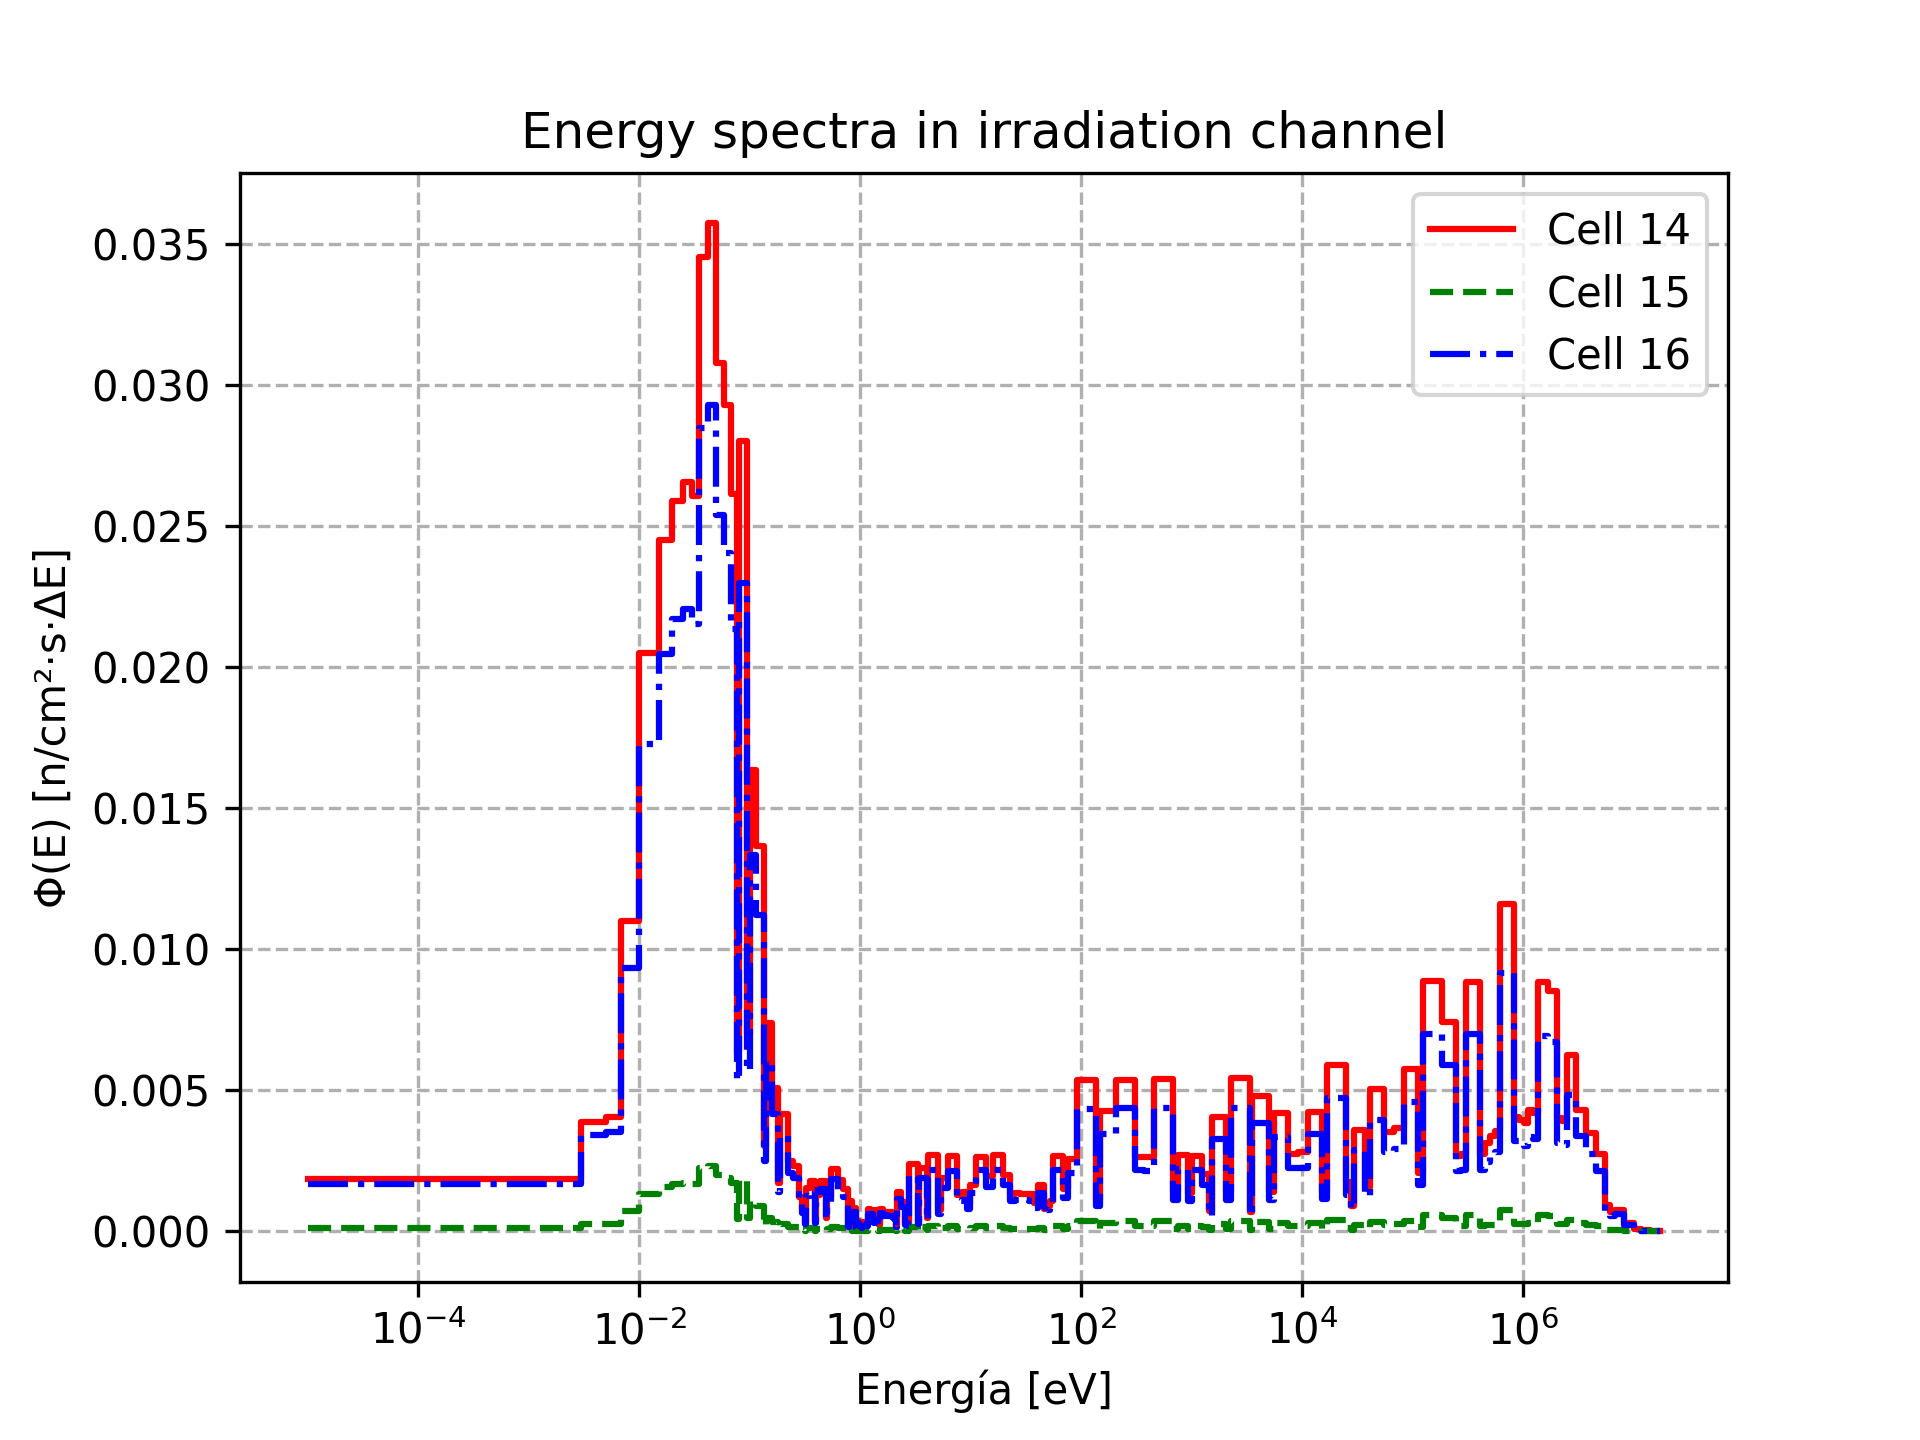 Energy spectra in irradiation channel
Φ(E) [n/cm²·s·ΔE]
0.035
0.030
0.025
0.020
0.015
0.010
0.005
0.000
Cell 14
Cell 15
Cell 16
10⁻⁴ 10⁻² 10⁰ 10² 10⁴ 10⁶
Energía [eV]